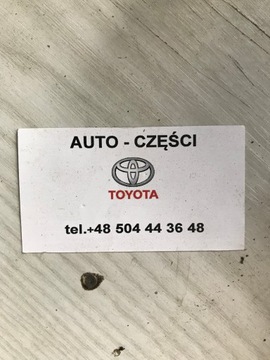 AUTO - CZĘŚCI
TOYOTA
tel.+48 504 44 36 48